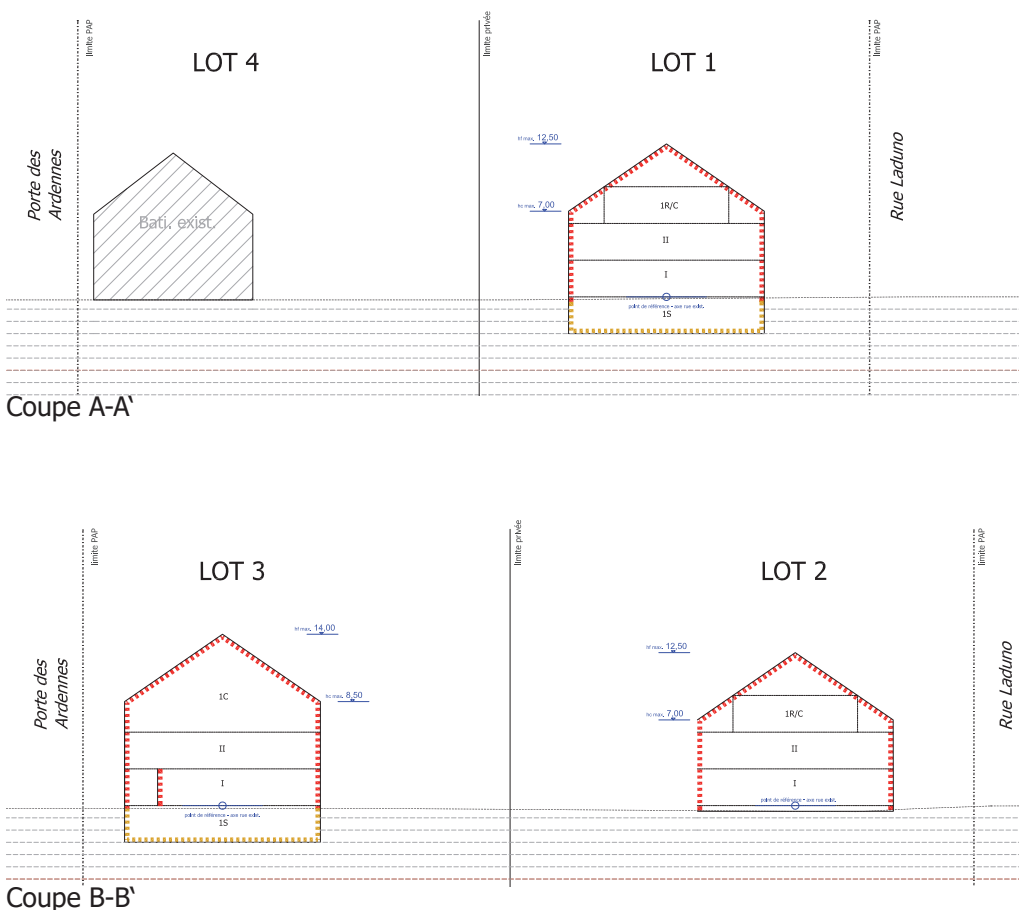 limite PAP
limite privée
limite PAP
LOT 4
LOT 1
Porte des
Ardennes
Rue Laduno
hf max. 12,50
Bati. exist.
hc max. 7,00
1R/C
II
I
point de référence - axe rue exist.
1S
Coupe A-A‘
limite PAP
limite privée
limite PAP
LOT 3
LOT 2
Porte des
Ardennes
Rue Laduno
hf max. 14,00
hf max. 12,50
1C
hc max. 8,50
hc max. 7,00
1R/C
II
II
I
I
point de référence - axe rue exist.
point de référence - axe rue exist.
1S
Coupe B-B‘